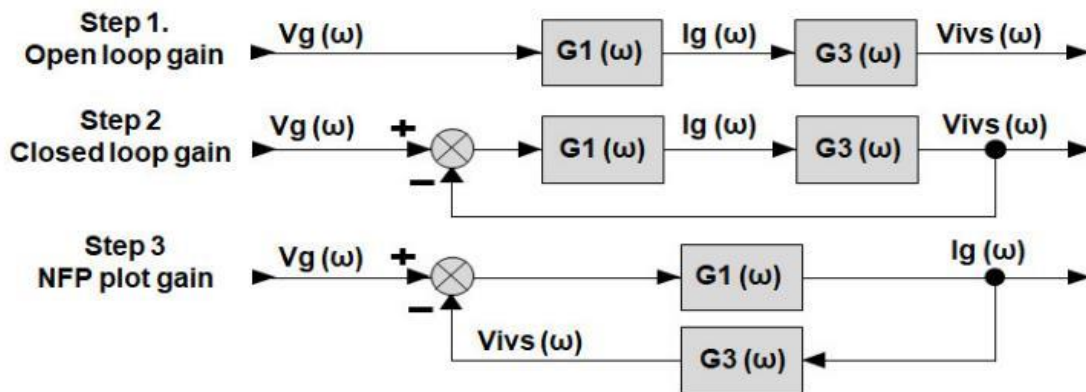 Step 1.
Open loop gain
Vg (ω)
G1 (ω)
Ig (ω)
G3 (ω)
Vivs (ω)
Step 2
Closed loop gain
Vg (ω)
+
−
G1 (ω)
Ig (ω)
G3 (ω)
Vivs (ω)
Step 3
NFP plot gain
Vg (ω)
+
−
G1 (ω)
Ig (ω)
Vivs (ω)
G3 (ω)